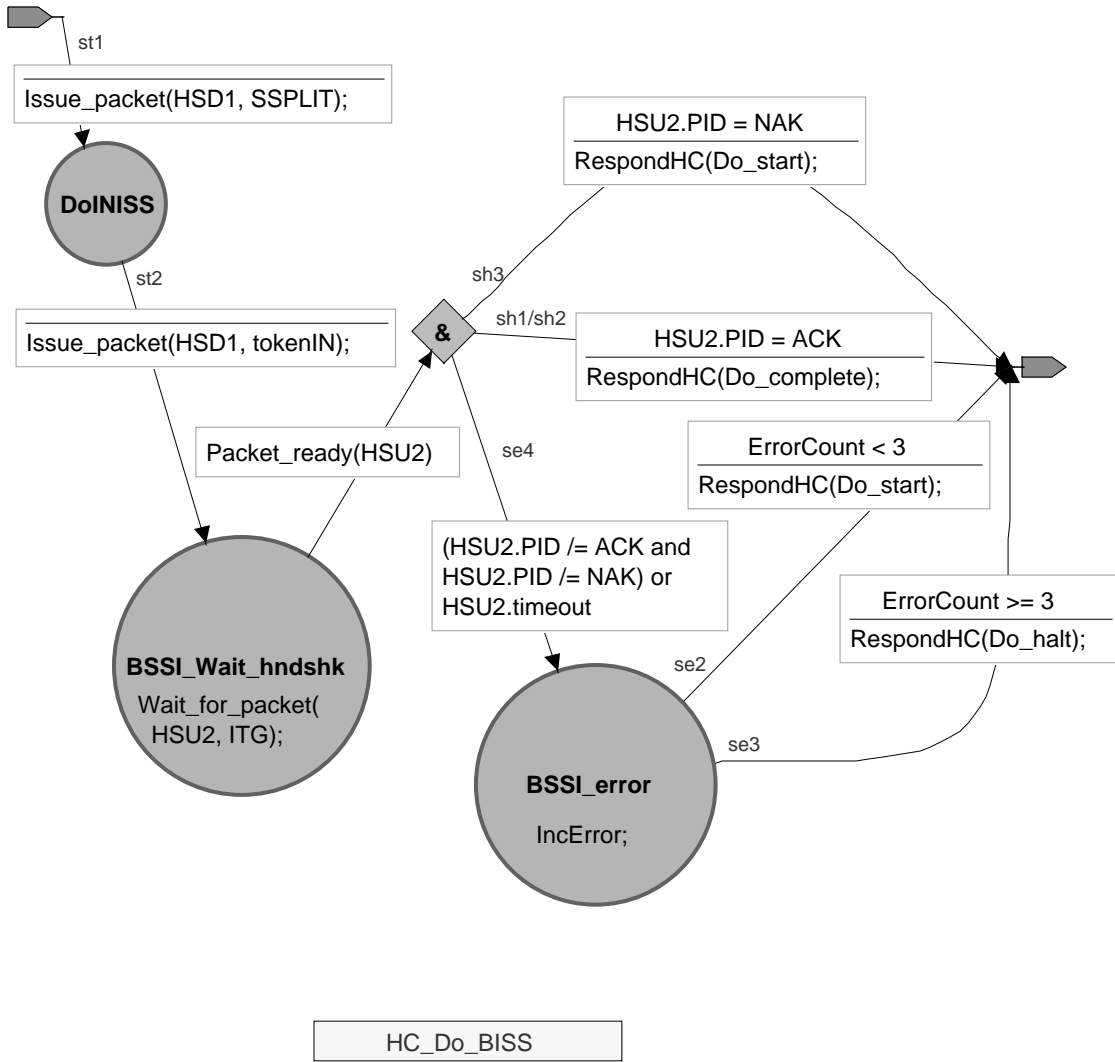 st1
Issue_packet(HSD1, SSPLIT);
DoINISS
st2
Issue_packet(HSD1, tokenIN);
HSU2.PID = NAK
RespondHC(Do_start);
sh3
&
sh1/sh2
HSU2.PID = ACK
RespondHC(Do_complete);
Packet_ready(HSU2)
se4
ErrorCount < 3
RespondHC(Do_start);
(HSU2.PID /= ACK and
HSU2.PID /= NAK) or
HSU2.timeout
ErrorCount >= 3
RespondHC(Do_halt);
BSSI_Wait_hndshk
Wait_for_packet(
HSU2, ITG);
se2
se3
BSSI_error
IncError;
HC_Do_BISS